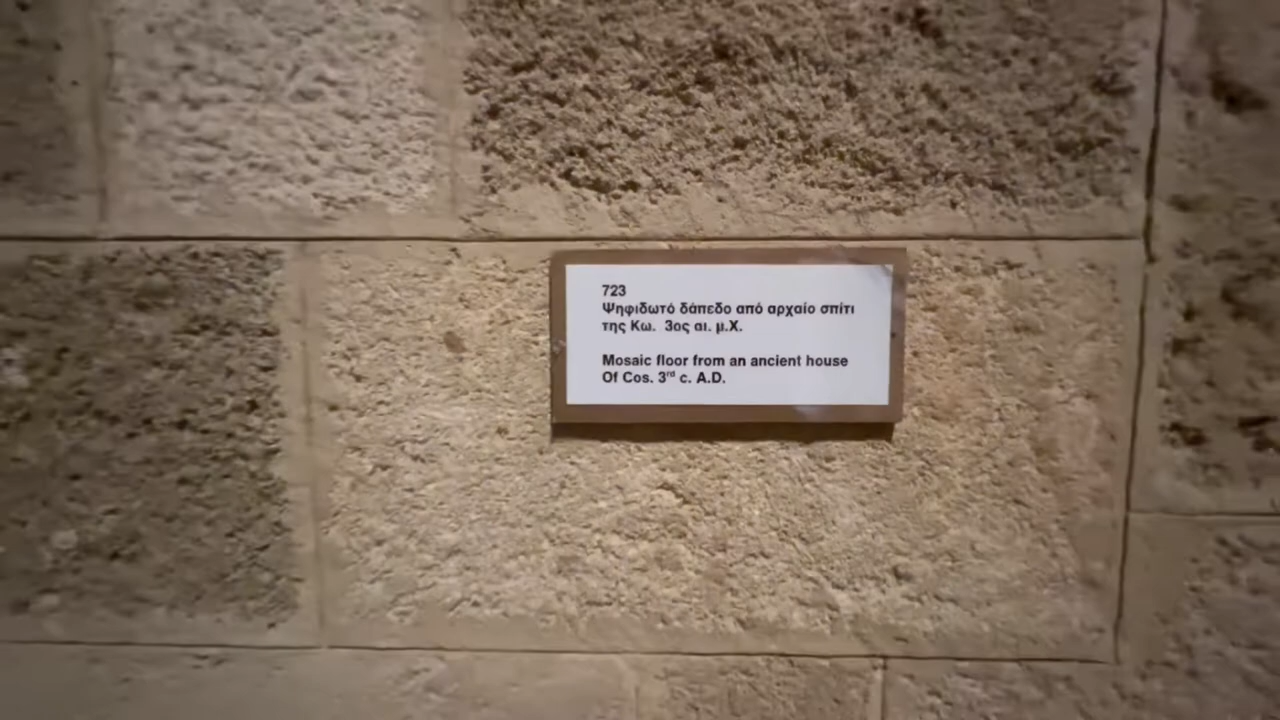 723
Ψηφιδωτό δάπεδο από αρχαίο σπίτι
της Κω. 3ος αι. μ.Χ.
Mosaic floor from an ancient house
Of Cos. 3rd c. A.D.